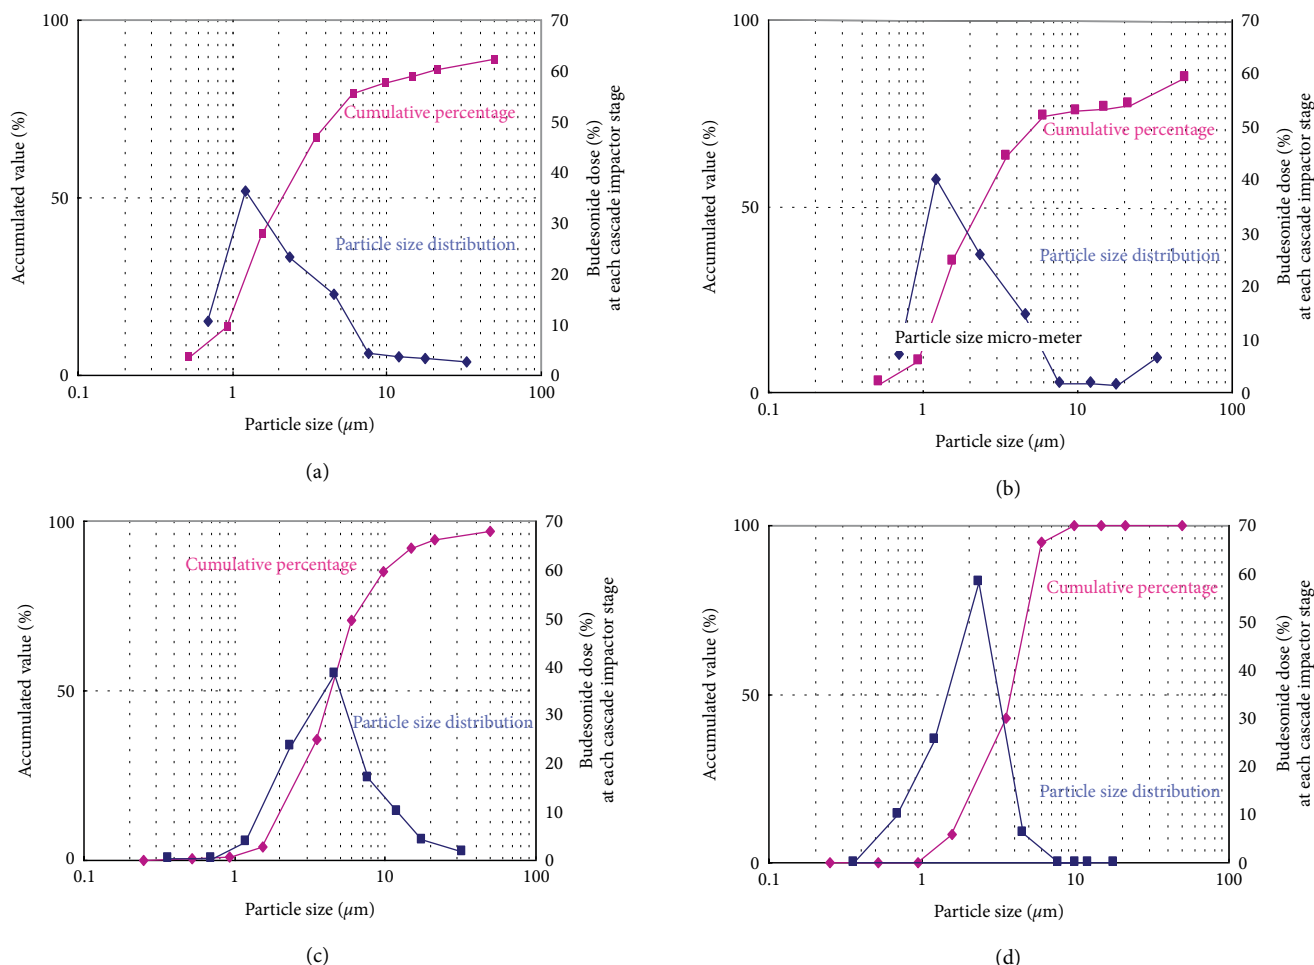 100
50
0
0.1
1
10
100
70
60
50
40
30
20
10
0
Accumulated value (%)
Budesonide dose (%)
at each cascade impactor stage
Cumulative percentage
Particle size distribution
Particle size (μm)
(a)
100
50
0
0.1
1
10
100
70
60
50
40
30
20
10
0
Accumulated value (%)
Budesonide dose (%)
at each cascade impactor stage
Cumulative percentage
Particle size distribution
Particle size micro-meter
Particle size (μm)
(b)
100
50
0
0.1
1
10
100
70
60
50
40
30
20
10
0
Accumulated value (%)
Budesonide dose (%)
at each cascade impactor stage
Cumulative percentage
Particle size distribution
Particle size (μm)
(c)
100
50
0
0.1
1
10
100
70
60
50
40
30
20
10
0
Accumulated value (%)
Budesonide dose (%)
at each cascade impactor stage
Cumulative percentage
Particle size distribution
Particle size (μm)
(d)